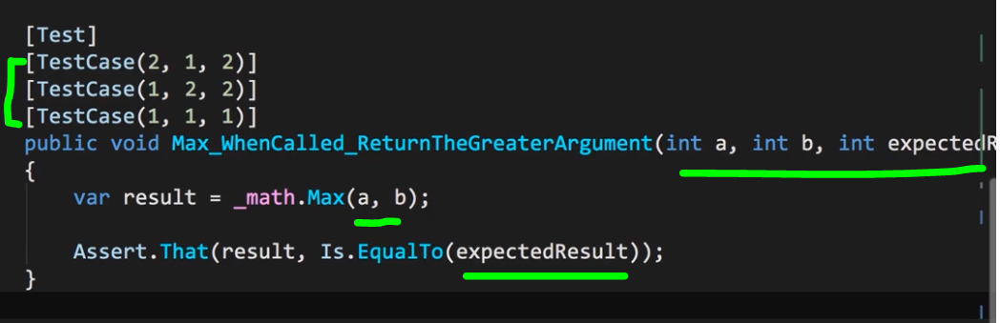 [Test]
[TestCase(2, 1, 2)]
[TestCase(1, 2, 2)]
[TestCase(1, 1, 1)]
public void Max_WhenCalled_ReturnTheGreaterArgument(int a, int b, int expectedR
{
var result = _math.Max(a, b);
Assert.That(result, Is.EqualTo(expectedResult));
}